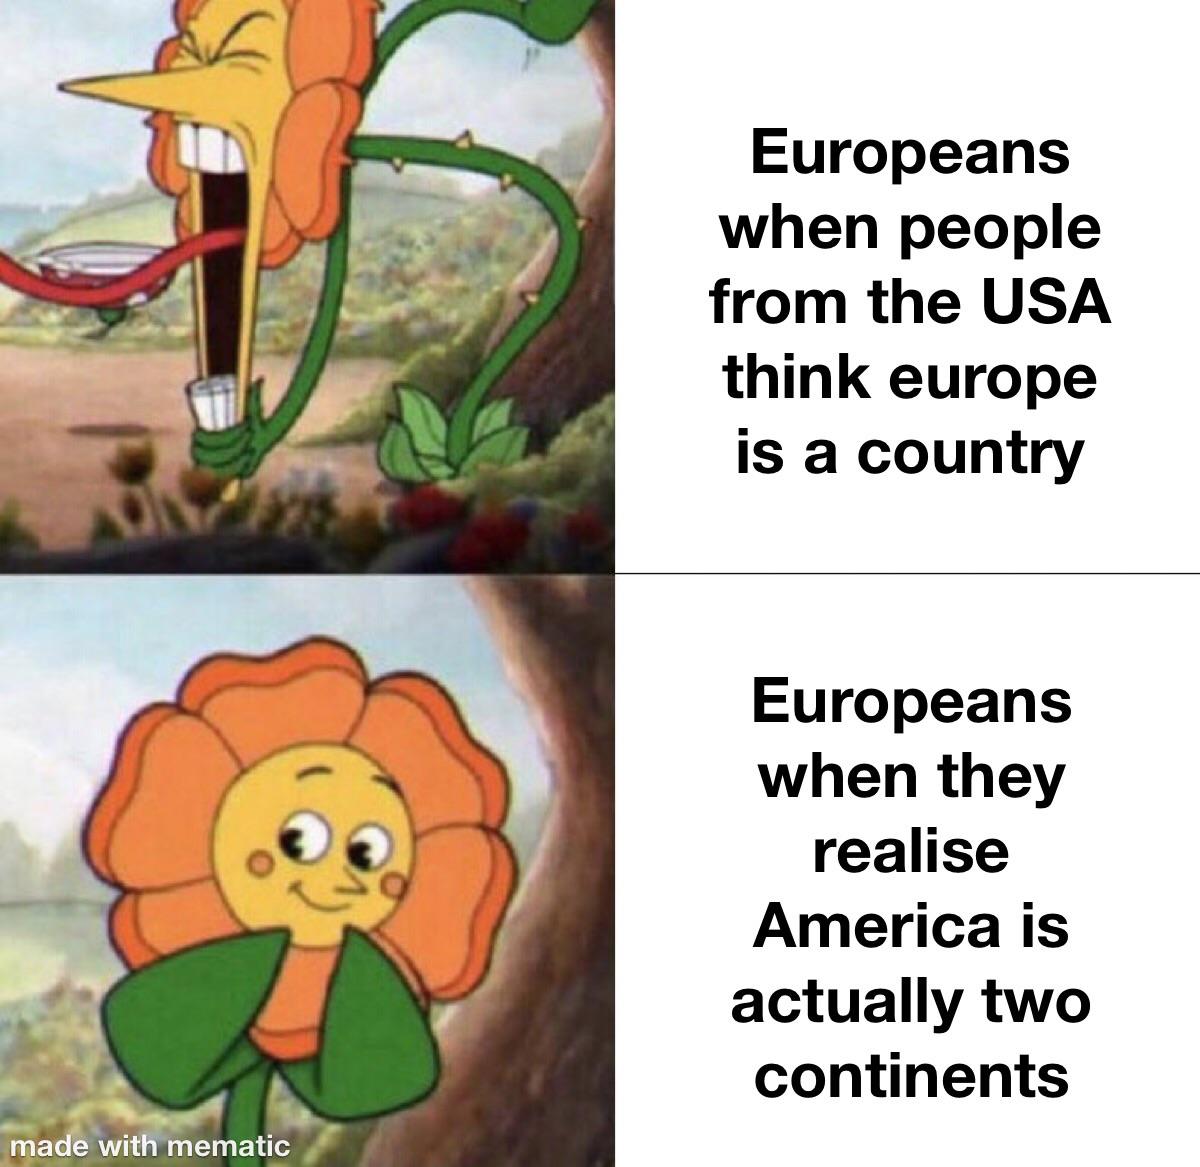 Europeans
when people
from the USA
think europe
is a country
Europeans
when they
realise
America is
actually two
continents
made with mematic